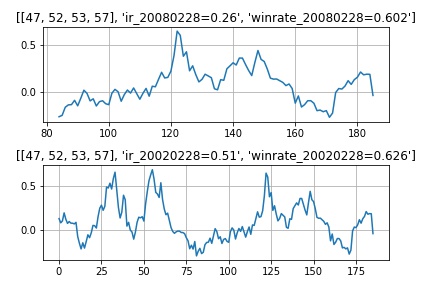 [[47, 52, 53, 57], 'ir_20080228=0.26', 'winrate_20080228=0.602']
0.5
0.0
80 100 120 140 160 180
[[47, 52, 53, 57], 'ir_20020228=0.51', 'winrate_20020228=0.626']
0.5
0.0
0 25 50 75 100 125 150 175